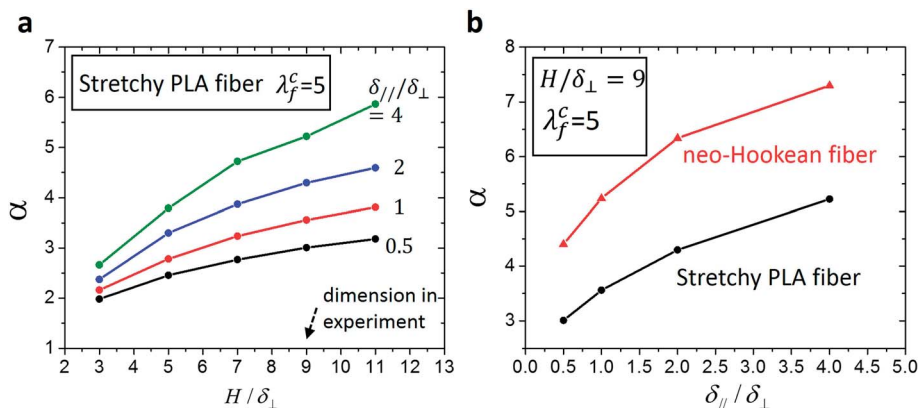 a
Stretchy PLA fiber λ_f^c=5
δ_///δ_⊥
= 4
2
1
0.5
dimension in
experiment
α
7
6
5
4
3
2
1
2 3 4 5 6 7 8 9 10 11 12 13
H/δ_⊥
b
H/δ_⊥ = 9
λ_f^c=5
neo-Hookean fiber
Stretchy PLA fiber
α
8
7
6
5
4
3
0.0 0.5 1.0 1.5 2.0 2.5 3.0 3.5 4.0 4.5 5.0
δ_// / δ_⊥